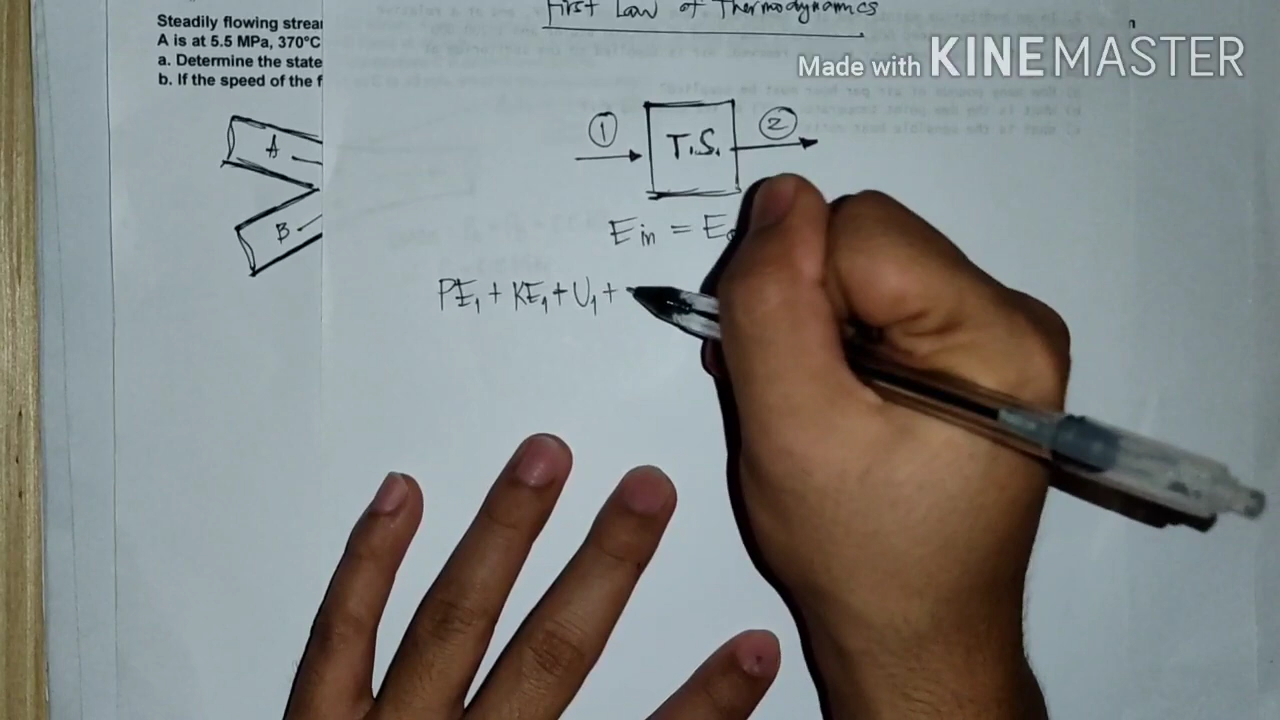 First Law of Thermodynamics
Made with KINEMASTER
Steadily flowing strea
A is at 5.5 MPa, 370°C
a. Determine the state
b. If the speed of the f
1
T.S.
2
A
B
E in = E
PE1 + KE1 + U1 +